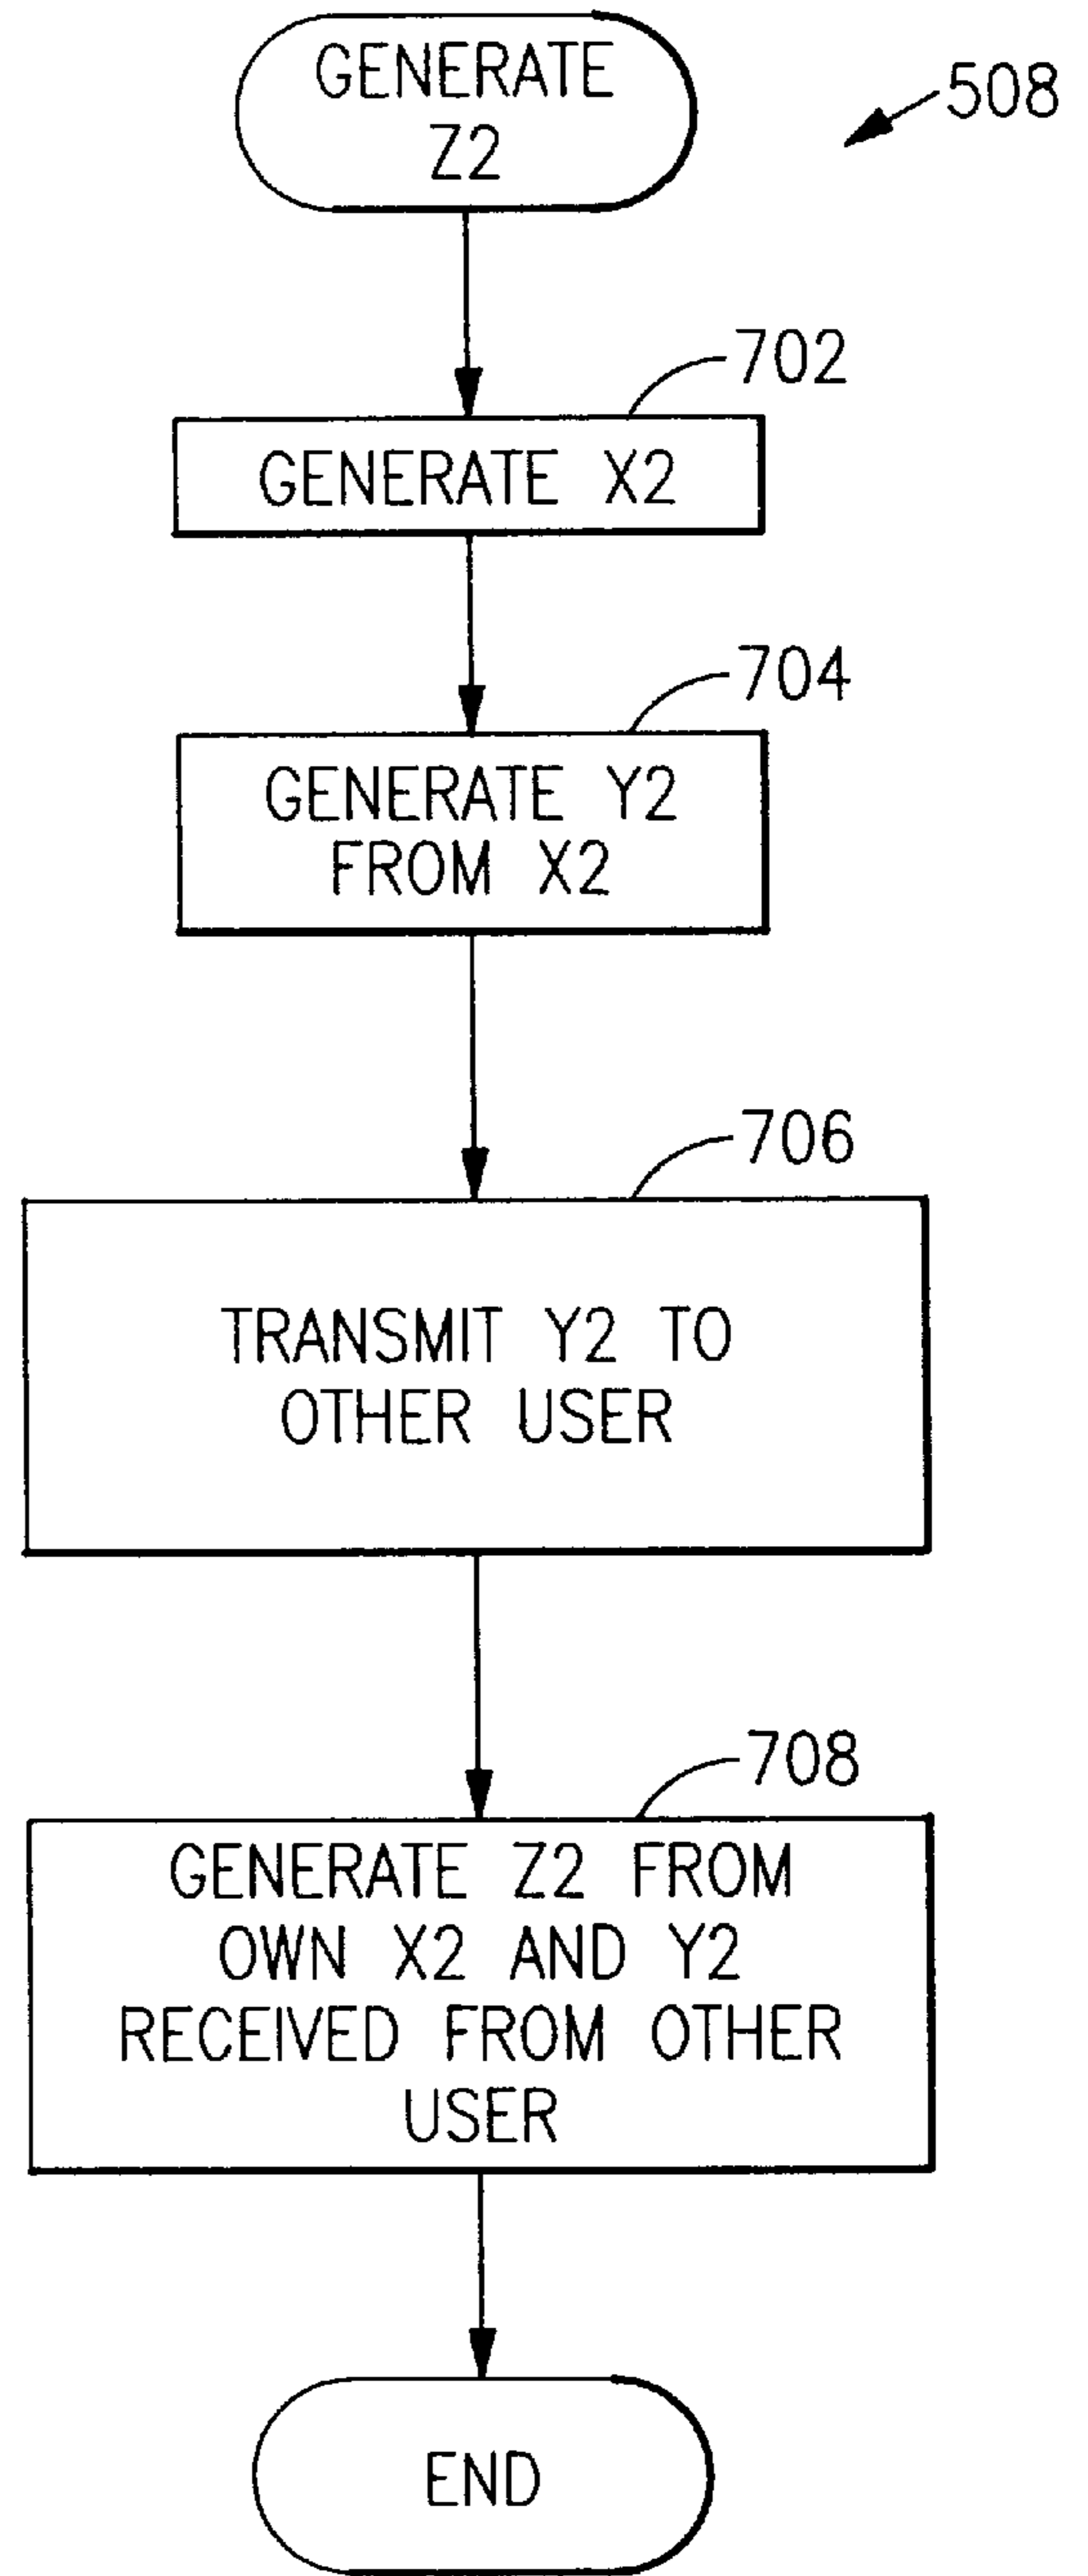 GENERATE
Z2
508
702
GENERATE X2
704
GENERATE Y2
FROM X2
706
TRANSMIT Y2 TO
OTHER USER
708
GENERATE Z2 FROM
OWN X2 AND Y2
RECEIVED FROM OTHER
USER
END